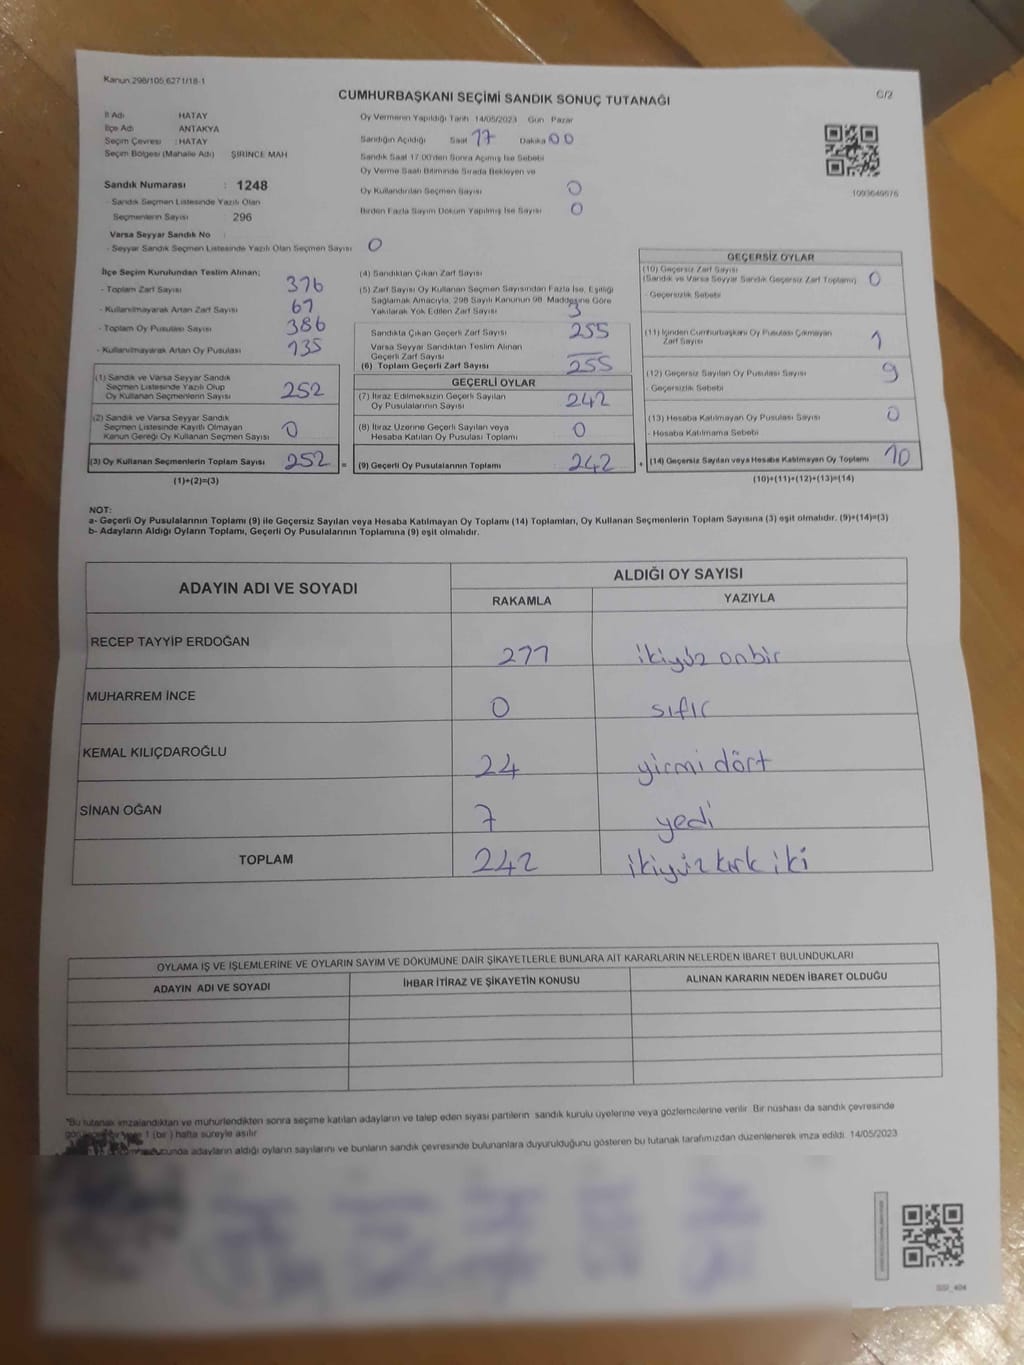 Kanun:298/105,6271/18-1
CUMHURBAŞKANI SEÇİMİ SANDIK SONUÇ TUTANAĞI
C/2
İl Adı : HATAY
İlçe Adı ANTAKYA
Seçim Çevresi : HATAY
Seçim Bölgesi (Mahalle Adı) ŞİRİNCE MAH
Sandık Numarası : 1248
- Sandık Seçmen Listesinde Yazılı Olan
Seçmenlerin Sayısı : 296
Varsa Seyyar Sandık No :
- Seyyar Sandık Seçmen Listesinde Yazılı Olan Seçmen Sayısı 0
Oy Vermenin Yapıldığı Tarih 14/05/2023 Gün Pazar
Sandığın Açıldığı Saat 17 Dakika 00
Sandık Saat 17.00'den Sonra Açılmış İse Sebebi
Oy Verme Saati Bitiminde Sırada Bekleyen ve
Oy Kullandırılan Seçmen Sayısı 0
Birden Fazla Sayım Döküm Yapılmış İse Sayısı 0
1093649876
İlçe Seçim Kurulundan Teslim Alınan;
- Toplam Zarf Sayısı 376
- Kullanılmayarak Artan Zarf Sayısı 61
- Toplam Oy Pusulası Sayısı 386
- Kullanılmayarak Artan Oy Pusulası 135
(1) Sandık ve Varsa Seyyar Sandık
Seçmen Listesinde Yazılı Olup
Oy Kullanan Seçmenlerin Sayısı 252
(2) Sandık ve Varsa Seyyar Sandık
Seçmen Listesinde Kayıtlı Olmayan
Kanun Gereği Oy Kullanan Seçmen Sayısı 0
(3) Oy Kullanan Seçmenlerin Toplam Sayısı 252
(1)+(2)=(3)
(4) Sandıktan Çıkan Zarf Sayısı
(5) Zarf Sayısı Oy Kullanan Seçmen Sayısından Fazla İse, Eşitliği
Sağlamak Amacıyla, 298 Sayılı Kanunun 98. Maddesine Göre
Yakılarak Yok Edilen Zarf Sayısı 3
Sandıkta Çıkan Geçerli Zarf Sayısı 255
Varsa Seyyar Sandıktan Teslim Alınan
Geçerli Zarf Sayısı
(6) Toplam Geçerli Zarf Sayısı 255
GEÇERLİ OYLAR
(7) İtiraz Edilmeksizin Geçerli Sayılan
Oy Pusulalarının Sayısı 242
(8) İtiraz Üzerine Geçerli Sayılan veya
Hesaba Katılan Oy Pusulası Toplamı 0
= (9) Geçerli Oy Pusulalarının Toplamı 242
GEÇERSİZ OYLAR
(10) Geçersiz Zarf Sayısı
(Sandık ve Varsa Seyyar Sandık Geçersiz Zarf Toplamı) 0
- Geçersizlik Sebebi
(11) İçinden Cumhurbaşkanı Oy Pusulası Çıkmayan
Zarf Sayısı 1
(12) Geçersiz Sayılan Oy Pusulası Sayısı 9
- Geçersizlik Sebebi
(13) Hesaba Katılmayan Oy Pusulası Sayısı 0
- Hesaba Katılmama Sebebi
+ (14) Geçersiz Sayılan veya Hesaba Katılmayan Oy Toplamı 10
(10)+(11)+(12)+(13)=(14)
NOT:
a- Geçerli Oy Pusulalarının Toplamı (9) ile Geçersiz Sayılan veya Hesaba Katılmayan Oy Toplamı (14) Toplamları, Oy Kullanan Seçmenlerin Toplam Sayısına (3) eşit olmalıdır. (9)+(14)=(3)
b- Adayların Aldığı Oyların Toplamı, Geçerli Oy Pusulalarının Toplamına (9) eşit olmalıdır.
ADAYIN ADI VE SOYADI
ALDIĞI OY SAYISI
RAKAMLA YAZIYLA
RECEP TAYYİP ERDOĞAN 211 ikiyüz onbir
MUHARREM İNCE 0 sıfır
KEMAL KILIÇDAROĞLU 24 yirmi dört
SİNAN OĞAN 7 yedi
TOPLAM 242 ikiyüz kırk iki
OYLAMA İŞ VE İŞLEMLERİNE VE OYLARIN SAYIM VE DÖKÜMÜNE DAİR ŞİKAYETLERLE BUNLARA AİT KARARLARIN NELERDEN İBARET BULUNDUKLARI
ADAYIN ADI VE SOYADI İHBAR İTİRAZ VE ŞİKAYETİN KONUSU ALINAN KARARIN NEDEN İBARET OLDUĞU
*Bu tutanak imzalandıktan ve mühürlendikten sonra seçime katılan adayların ve talep eden siyasi partilerin sandık kurulu üyelerine veya gözlemcilerine verilir. Bir nüshası da sandık çevresinde
1 (bir) hafta süreyle asılır.
adayların aldığı oyların sayılarını ve bunların sandık çevresinde bulunanlara duyurulduğunu gösteren bu tutanak tarafımızdan düzenlenerek imza edildi. 14/05/2023